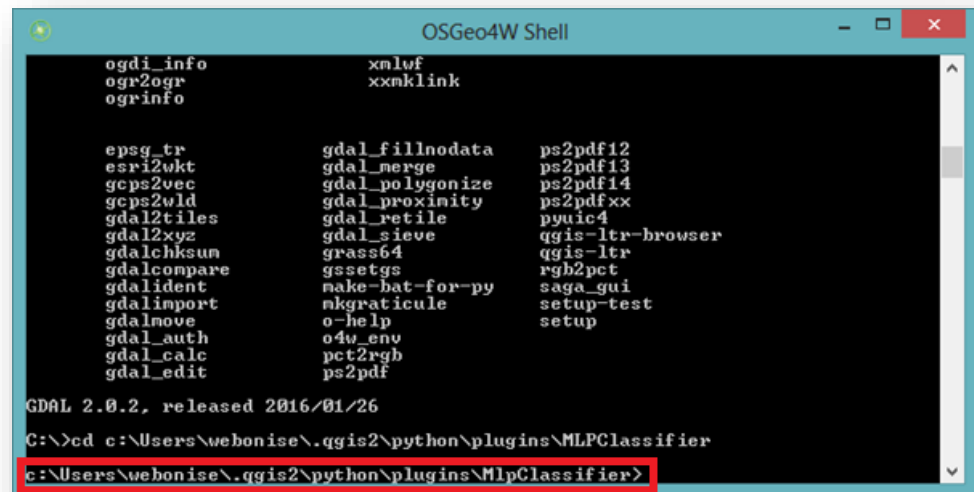 OSGeo4W Shell
ogdi_info xmlwf
ogr2ogr xxmklink
ogrinfo
epsg_tr gdal_fillnodata ps2pdf12
esri2wkt gdal_merge ps2pdf13
gcps2vec gdal_polygonize ps2pdf14
gcps2wld gdal_proximity ps2pdfxx
gdal2tiles gdal_retile pyuic4
gdal2xyz gdal_sieve qgis-ltr-browser
gdalchksum grass64 qgis-ltr
gdalcompare gssetgs rgb2pct
gdalident make-bat-for-py saga_gui
gdalimport mkgraticule setup-test
gdalmove o-help setup
gdal_auth o4w_env
gdal_calc pct2rgb
gdal_edit ps2pdf
GDAL 2.0.2, released 2016/01/26
C:\>cd c:\Users\webonise\.qgis2\python\plugins\MLPClassifier
c:\Users\webonise\.qgis2\python\plugins\MlpClassifier>